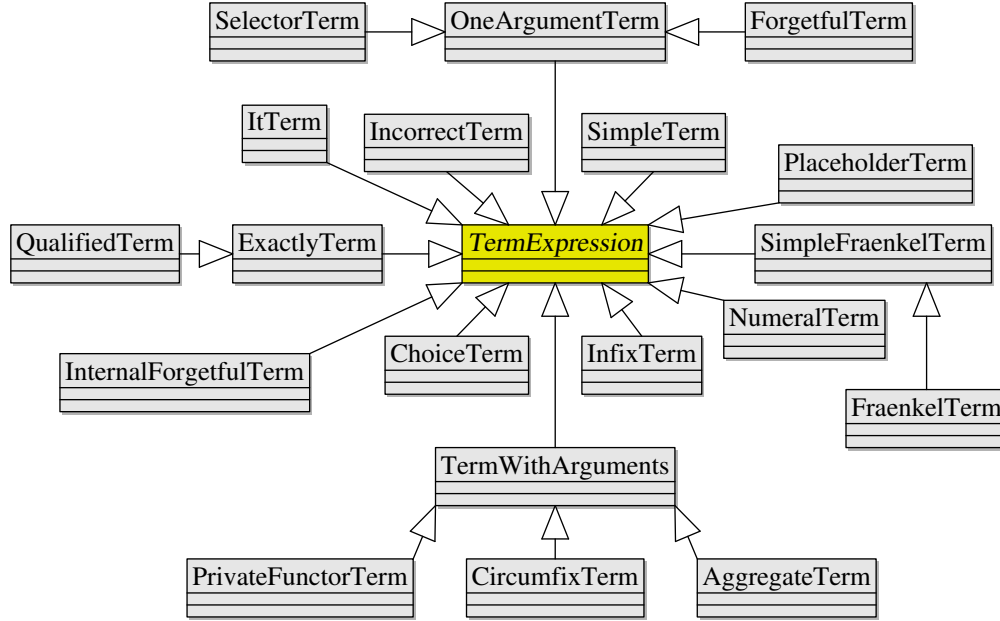 SelectorTerm
OneArgumentTerm
ForgetfulTerm
ItTerm
IncorrectTerm
SimpleTerm
PlaceholderTerm
QualifiedTerm
ExactlyTerm
TermExpression
SimpleFraenkelTerm
NumeralTerm
ChoiceTerm
InfixTerm
InternalForgetfulTerm
FraenkelTerm
TermWithArguments
PrivateFunctorTerm
CircumfixTerm
AggregateTerm